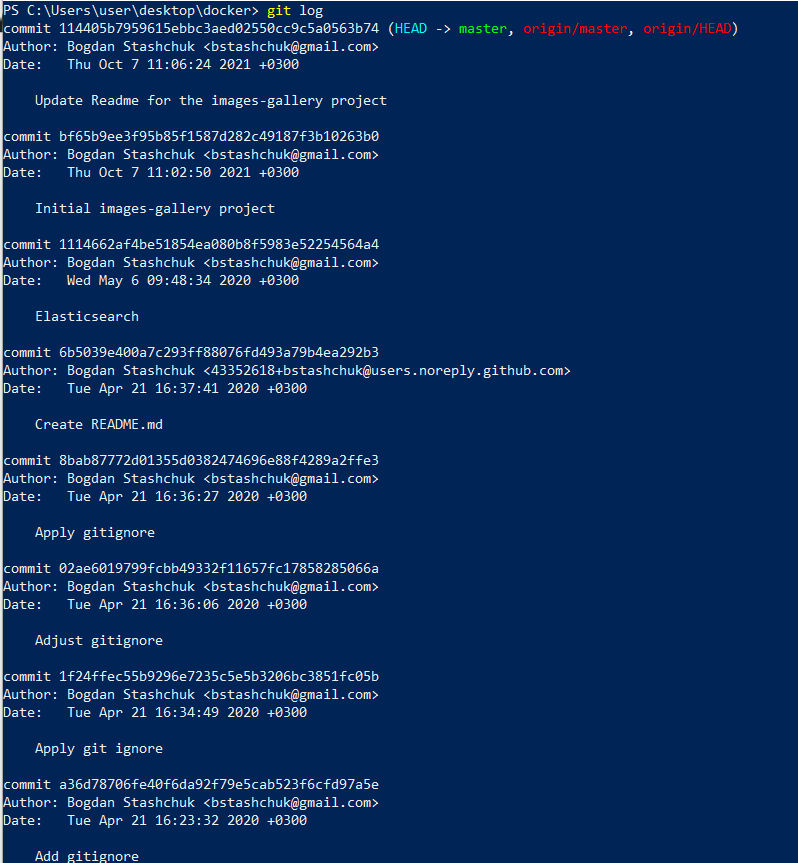 PS C:\Users\user\desktop\docker> git log
commit 114405b7959615ebbc3aed02550cc9c5a0563b74 (HEAD -> master, origin/master, origin/HEAD)
Author: Bogdan Stashchuk <bstashchuk@gmail.com>
Date:   Thu Oct 7 11:06:24 2021 +0300
Update Readme for the images-gallery project
commit bf65b9ee3f95b85f1587d282c49187f3b10263b0
Author: Bogdan Stashchuk <bstashchuk@gmail.com>
Date:   Thu Oct 7 11:02:50 2021 +0300
Initial images-gallery project
commit 1114662af4be51854ea080b8f5983e52254564a4
Author: Bogdan Stashchuk <bstashchuk@gmail.com>
Date:   Wed May 6 09:48:34 2020 +0300
Elasticsearch
commit 6b5039e400a7c293ff88076fd493a79b4ea292b3
Author: Bogdan Stashchuk <43352618+bstashchuk@users.noreply.github.com>
Date:   Tue Apr 21 16:37:41 2020 +0300
Create README.md
commit 8bab87772d01355d0382474696e88f4289a2ffe3
Author: Bogdan Stashchuk <bstashchuk@gmail.com>
Date:   Tue Apr 21 16:36:27 2020 +0300
Apply gitignore
commit 02ae6019799fcbb49332f11657fc17858285066a
Author: Bogdan Stashchuk <bstashchuk@gmail.com>
Date:   Tue Apr 21 16:36:06 2020 +0300
Adjust gitignore
commit 1f24ffec55b9296e7235c5e5b3206bc3851fc05b
Author: Bogdan Stashchuk <bstashchuk@gmail.com>
Date:   Tue Apr 21 16:34:49 2020 +0300
Apply git ignore
commit a36d78706fe40f6da92f79e5cab523f6cfd97a5e
Author: Bogdan Stashchuk <bstashchuk@gmail.com>
Date:   Tue Apr 21 16:23:32 2020 +0300
Add gitignore